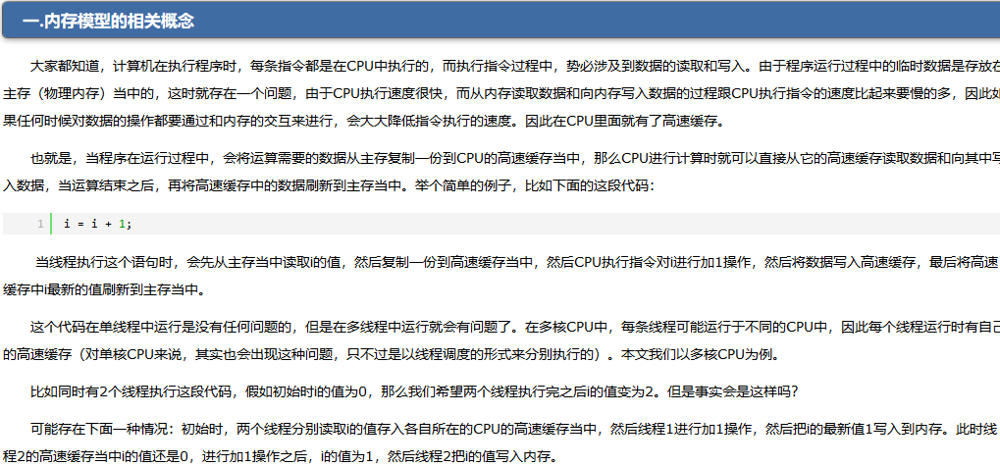 一.内存模型的相关概念
大家都知道，计算机在执行程序时，每条指令都是在CPU中执行的，而执行指令过程中，势必涉及到数据的读取和写入。由于程序运行过程中的临时数据是存放在
主存（物理内存）当中的，这时就存在一个问题，由于CPU执行速度很快，而从内存读取数据和向内存写入数据的过程跟CPU执行指令的速度比起来要慢的多，因此如
果任何时候对数据的操作都要通过和内存的交互来进行，会大大降低指令执行的速度。因此在CPU里面就有了高速缓存。
也就是，当程序在运行过程中，会将运算需要的数据从主存复制一份到CPU的高速缓存当中，那么CPU进行计算时就可以直接从它的高速缓存读取数据和向其中写
入数据，当运算结束之后，再将高速缓存中的数据刷新到主存当中。举个简单的例子，比如下面的这段代码：
1 i = i + 1;
当线程执行这个语句时，会先从主存当中读取i的值，然后复制一份到高速缓存当中，然后CPU执行指令对i进行加1操作，然后将数据写入高速缓存，最后将高速
缓存中i最新的值刷新到主存当中。
这个代码在单线程中运行是没有任何问题的，但是在多线程中运行就会有问题了。在多核CPU中，每条线程可能运行于不同的CPU中，因此每个线程运行时有自己
的高速缓存（对单核CPU来说，其实也会出现这种问题，只不过是以线程调度的形式来分别执行的）。本文我们以多核CPU为例。
比如同时有2个线程执行这段代码，假如初始时i的值为0，那么我们希望两个线程执行完之后i的值变为2。但是事实会是这样吗?
可能存在下面一种情况：初始时，两个线程分别读取i的值存入各自所在的CPU的高速缓存当中，然后线程1进行加1操作，然后把i的最新值1写入到内存。此时线
程2的高速缓存当中i的值还是0，进行加1操作之后，i的值为1，然后线程2把i的值写入内存。